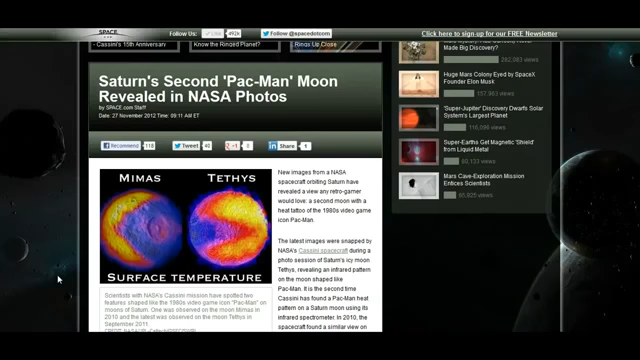 SPACE
Follow Us:
Like
492k
Follow @spacedotcom
Click here to sign-up for our FREE Newsletter
- Cassini's 15th Anniversary
Know the Ringed Planet?
Rings Up Close
Made Big Discovery?
282,083 views
Saturn's Second 'Pac-Man' Moon
Revealed in NASA Photos
by SPACE.com Staff
Date: 27 November 2012 Time: 09:11 AM ET
Recommend
118
Tweet
40
+1
0
Share
1
Huge Mars Colony Eyed by SpaceX
Founder Elon Musk
157,983 views
'Super-Jupiter' Discovery Dwarfs Solar
System's Largest Planet
116,099 views
Super-Earths Get Magnetic 'Shield'
from Liquid Metal
80,133 views
Mars Cave-Exploration Mission
Entices Scientists
views
MIMAS
TETHYS
SURFACE TEMPERATURE
Scientists with NASA's Cassini mission have spotted two
features shaped like the 1980s video game icon "Pac-Man" on
moons of Saturn. One was observed on the moon Mimas in
2010 and the latest was observed on the moon Tethys in
September 2011.
New images from a NASA
spacecraft orbiting Saturn have
revealed a view any retro-gamer
would love: a second moon with a
heat tattoo of the 1980s video game
icon Pac-Man.
The latest images were snapped by
NASA's Cassini spacecraft during a
photo session of Saturn's icy moon
Tethys, revealing an infrared pattern
on the moon shaped like
Pac-Man. It is the second time
Cassini has found a Pac-Man heat
pattern on a Saturn moon using its
infrared spectrometer. In 2010, the
spacecraft found a similar view on